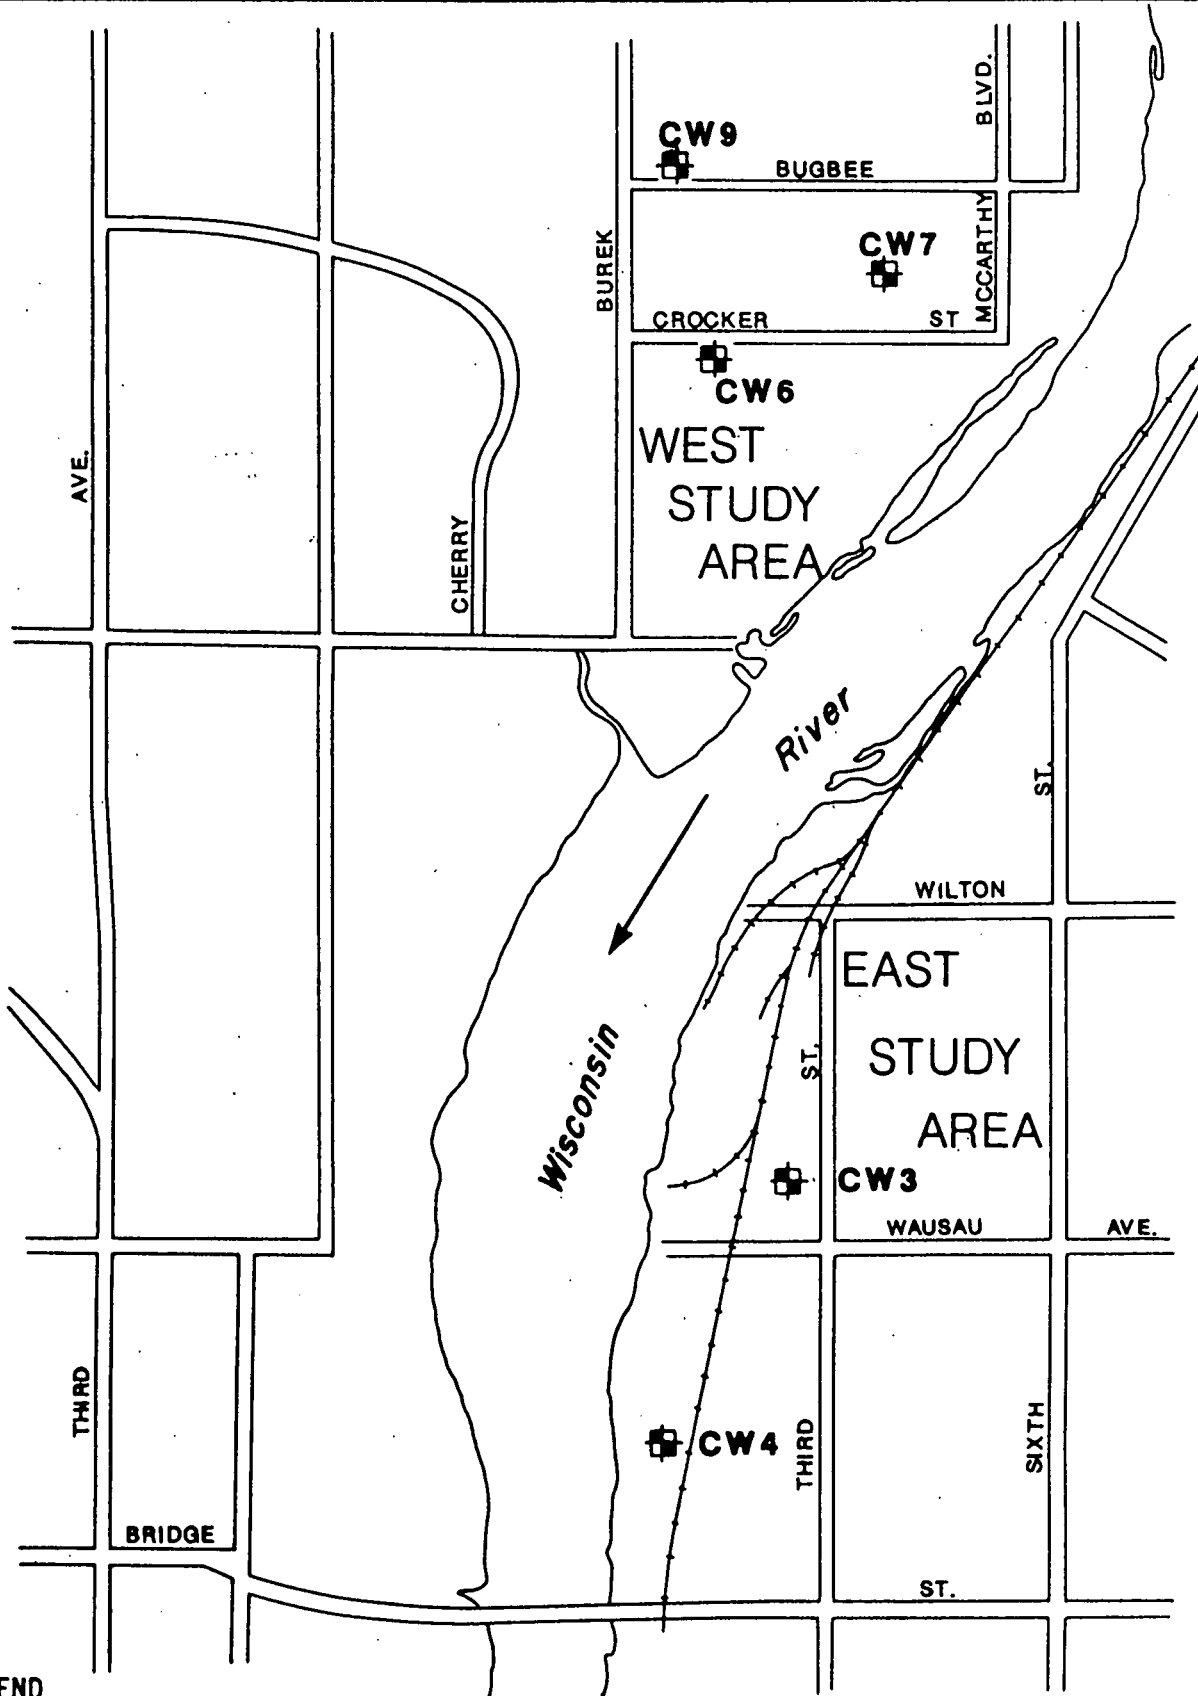 BLVD.
CW9
BUGBEE
MCCARTHY
CW7
BUREK
CROCKER ST
CW6
WEST
STUDY
AREA
AVE.
CHERRY
River
ST.
WILTON
EAST
STUDY
AREA
ST.
Wisconsin
CW3
WAUSAU AVE.
THIRD
CW4
THIRD
SIXTH
BRIDGE
ST.
END